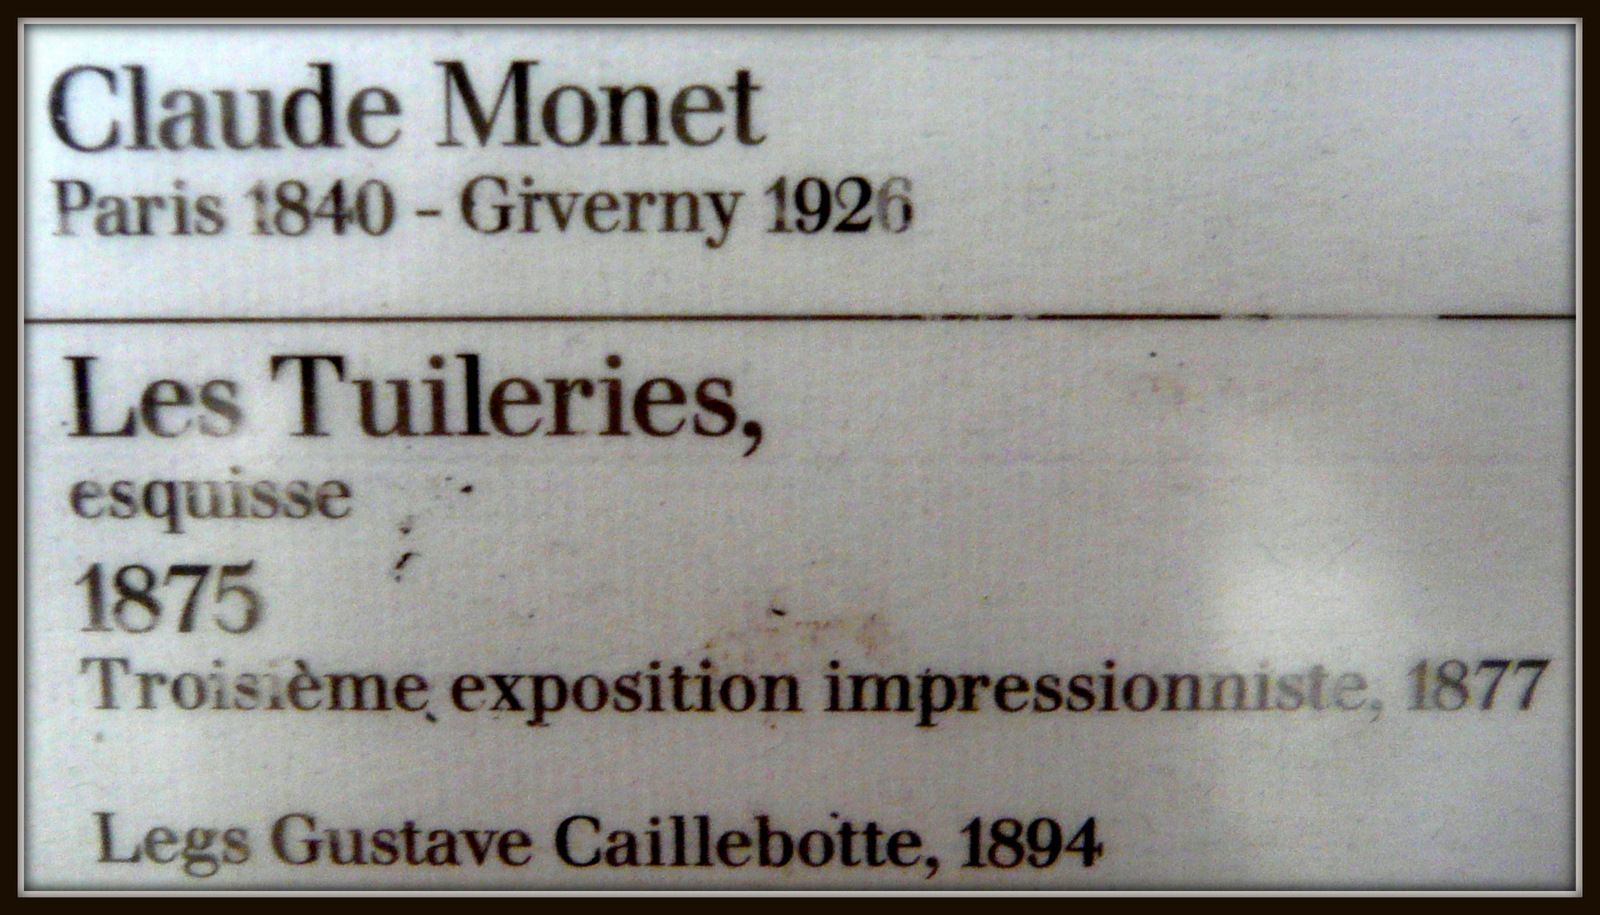 Claude Monet
Paris 1840 - Giverny 1926
Les Tuileries,
esquisse
1875
Troisième exposition impressionniste, 1877
Legs Gustave Caillebotte, 1894